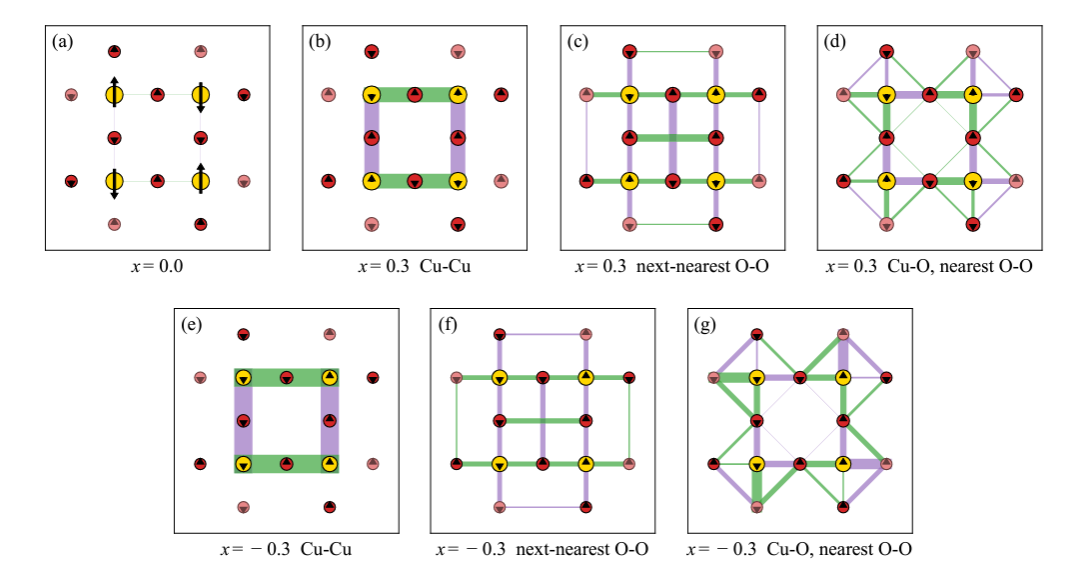 (a)
(b)
(c)
(d)
x = 0.0
x = 0.3 Cu-Cu
x = 0.3 next-nearest O-O
x = 0.3 Cu-O, nearest O-O
(e)
(f)
(g)
x = − 0.3 Cu-Cu
x = − 0.3 next-nearest O-O
x = − 0.3 Cu-O, nearest O-O